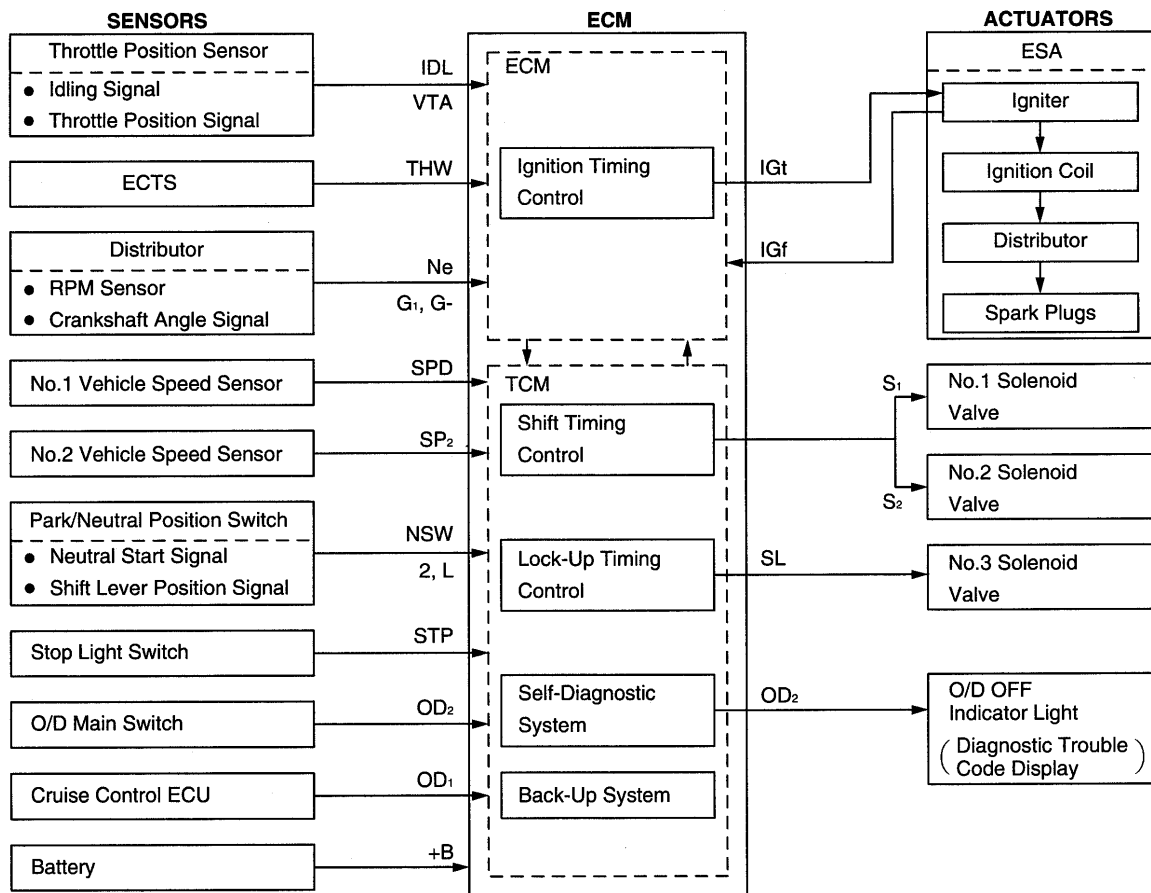 SENSORS
Throttle Position Sensor
● Idling Signal
● Throttle Position Signal
ECTS
Distributor
● RPM Sensor
● Crankshaft Angle Signal
No.1 Vehicle Speed Sensor
No.2 Vehicle Speed Sensor
Park/Neutral Position Switch
● Neutral Start Signal
● Shift Lever Position Signal
Stop Light Switch
O/D Main Switch
Cruise Control ECU
Battery
IDL
VTA
THW
Ne
G₁, G-
SPD
SP₂
NSW
2, L
STP
OD₂
OD₁
+B
ECM
ECM
Ignition Timing
Control
TCM
Shift Timing
Control
Lock-Up Timing
Control
Self-Diagnostic
System
Back-Up System
IGt
IGf
S₁
S₂
SL
OD₂
ACTUATORS
ESA
Igniter
Ignition Coil
Distributor
Spark Plugs
No.1 Solenoid
Valve
No.2 Solenoid
Valve
No.3 Solenoid
Valve
O/D OFF
Indicator Light
(Diagnostic Trouble
Code Display)